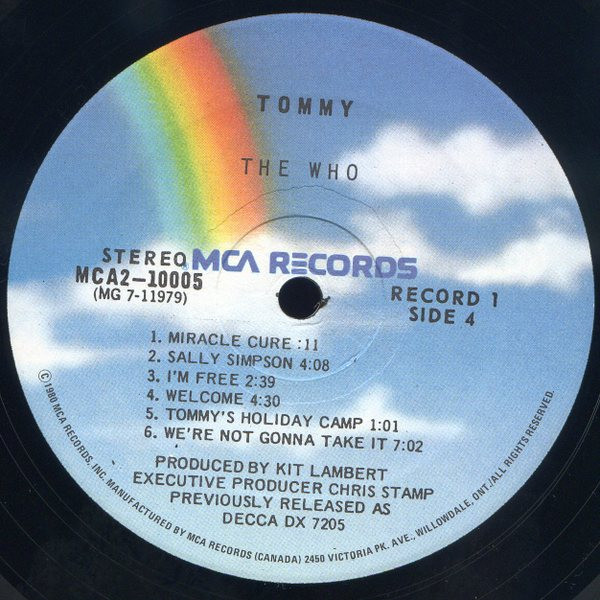 TOMMY
THE WHO
STEREO
MCA RECORDS
MCA2-10005
(MG 7-11979)
RECORD 1
SIDE 4
1. MIRACLE CURE :11
2. SALLY SIMPSON 4:08
3. I'M FREE 2:39
4. WELCOME 4:30
5. TOMMY'S HOLIDAY CAMP 1:01
6. WE'RE NOT GONNA TAKE IT 7:02
PRODUCED BY KIT LAMBERT
EXECUTIVE PRODUCER CHRIS STAMP
PREVIOUSLY RELEASED AS
DECCA DX 7205
©1980 MCA RECORDS, INC. MANUFACTURED BY MCA RECORDS (CANADA) 2450 VICTORIA PK. AVE., WILLOWDALE, ONT./ALL RIGHTS RESERVED.